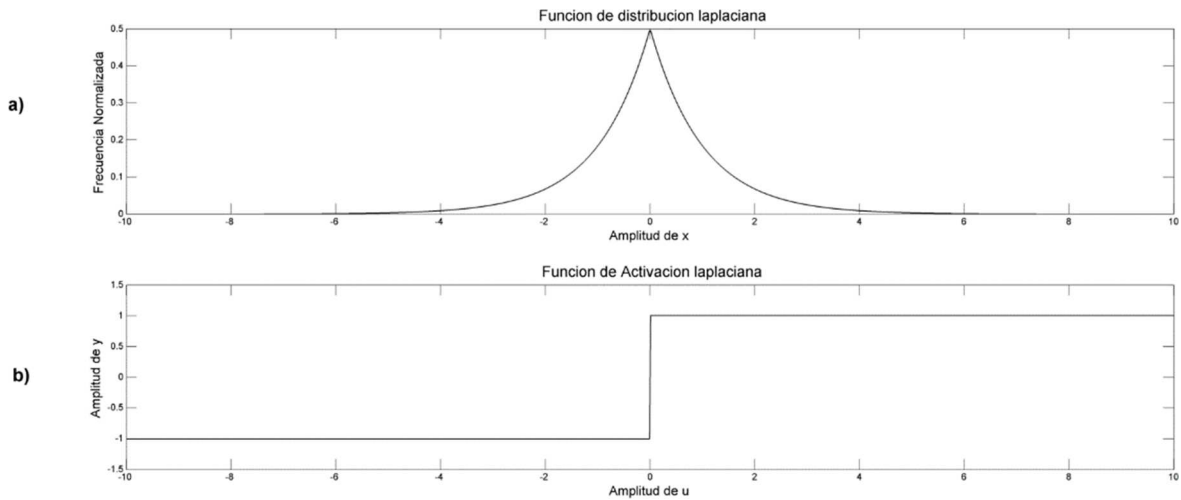 a)
Funcion de distribucion laplaciana
Frecuencia Normalizada
0.5
0.4
0.3
0.2
0.1
0
-10 -8 -6 -4 -2 0 2 4 6 8 10
Amplitud de x
b)
Funcion de Activacion laplaciana
Amplitud de y
1.5
1
0.5
0
-0.5
-1
-1.5
-10 -8 -6 -4 -2 0 2 4 6 8 10
Amplitud de u